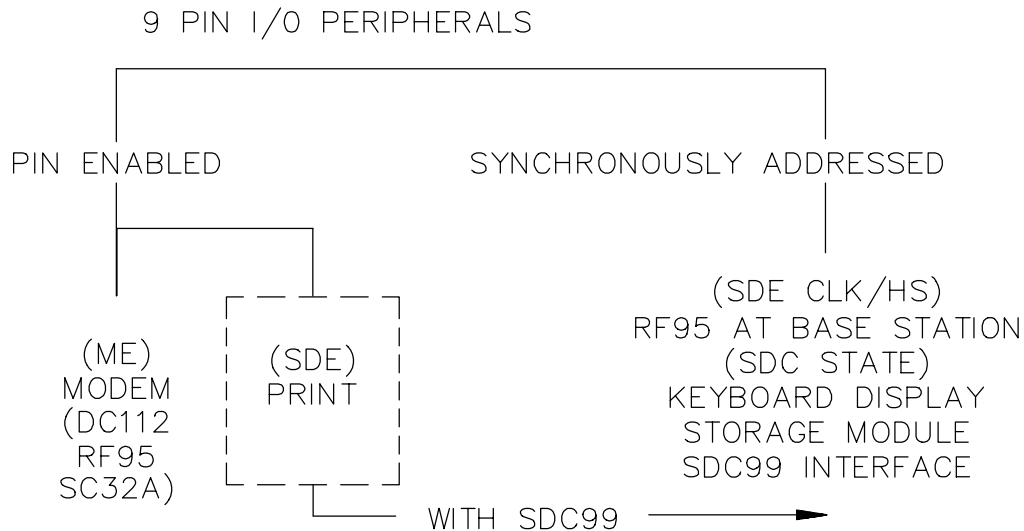 9 PIN I/O PERIPHERALS
PIN ENABLED
SYNCHRONOUSLY ADDRESSED
(ME)
MODEM
(DC112
RF95
SC32A)
(SDE)
PRINT
(SDE CLK/HS)
RF95 AT BASE STATION
(SDC STATE)
KEYBOARD DISPLAY
STORAGE MODULE
SDC99 INTERFACE
WITH SDC99